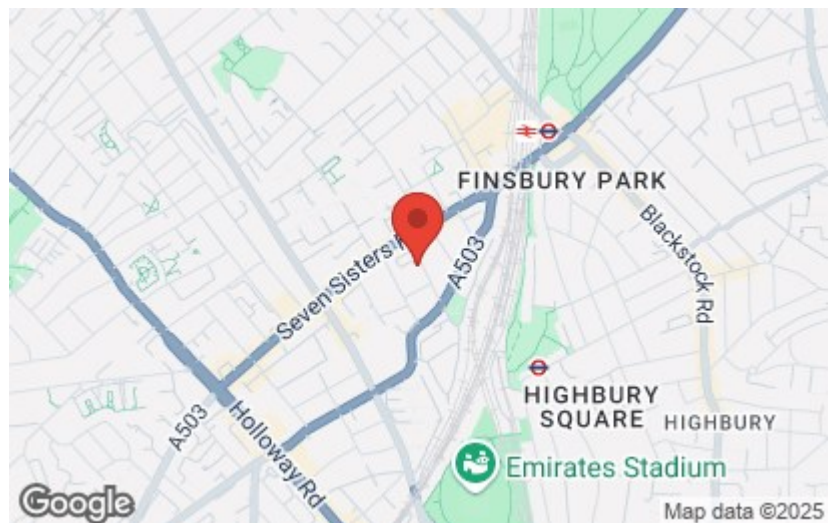 FINSBURY PARK
Blackstock Rd
Seven Sisters R
A503
HIGHBURY
SQUARE
HIGHBURY
A503
Holloway Rd
Emirates Stadium
Google
Map data ©2025